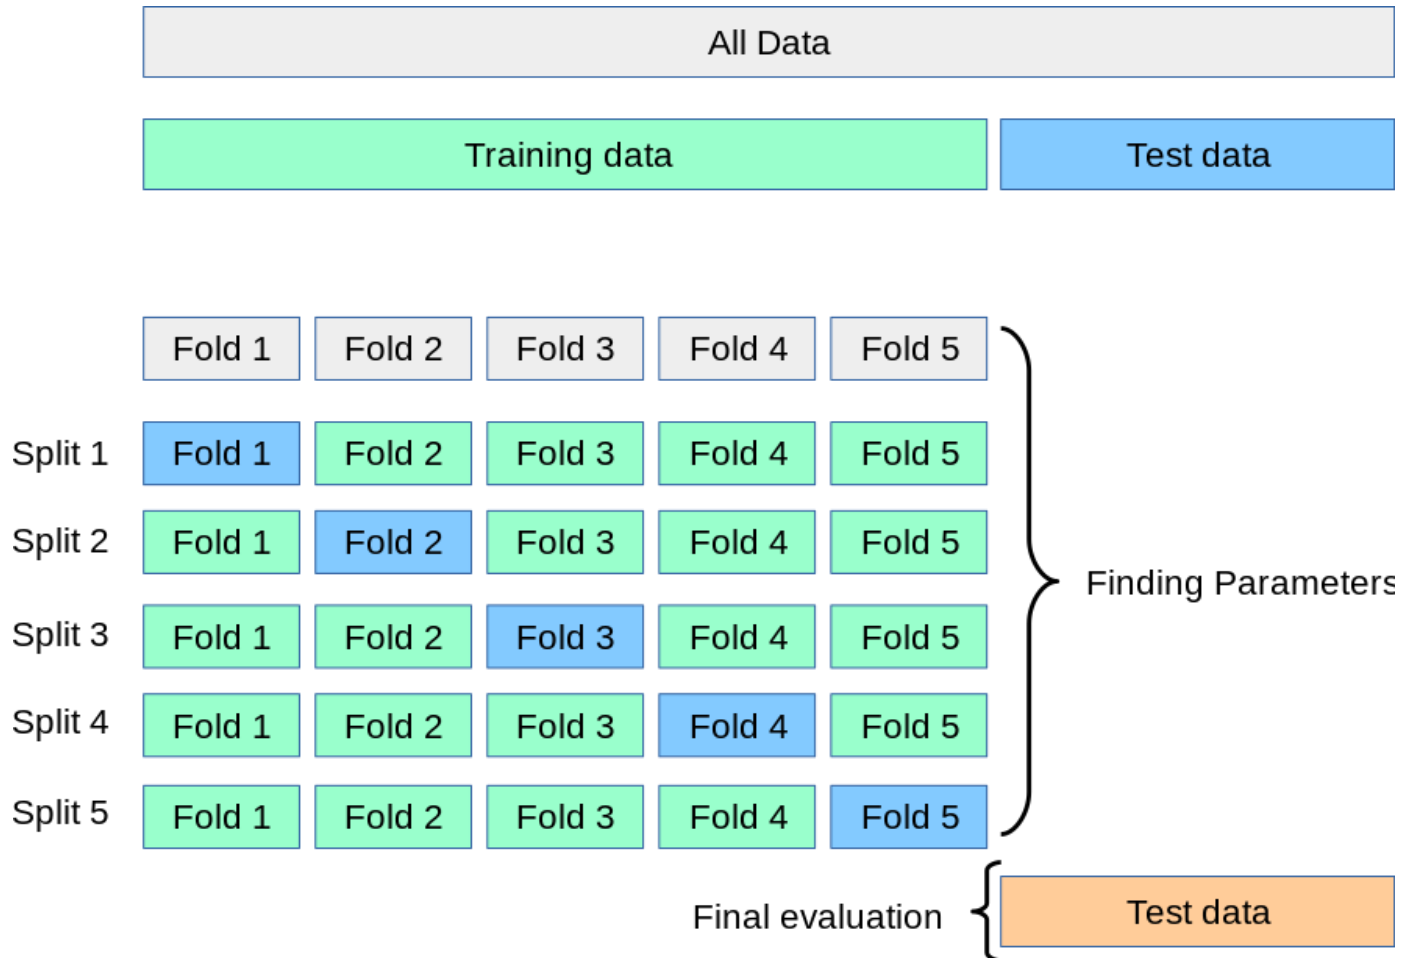 All Data
Training data Test data
Fold 1 Fold 2 Fold 3 Fold 4 Fold 5
Split 1 Fold 1 Fold 2 Fold 3 Fold 4 Fold 5
Split 2 Fold 1 Fold 2 Fold 3 Fold 4 Fold 5
Finding Parameters
Split 3 Fold 1 Fold 2 Fold 3 Fold 4 Fold 5
Split 4 Fold 1 Fold 2 Fold 3 Fold 4 Fold 5
Split 5 Fold 1 Fold 2 Fold 3 Fold 4 Fold 5
Final evaluation Test data